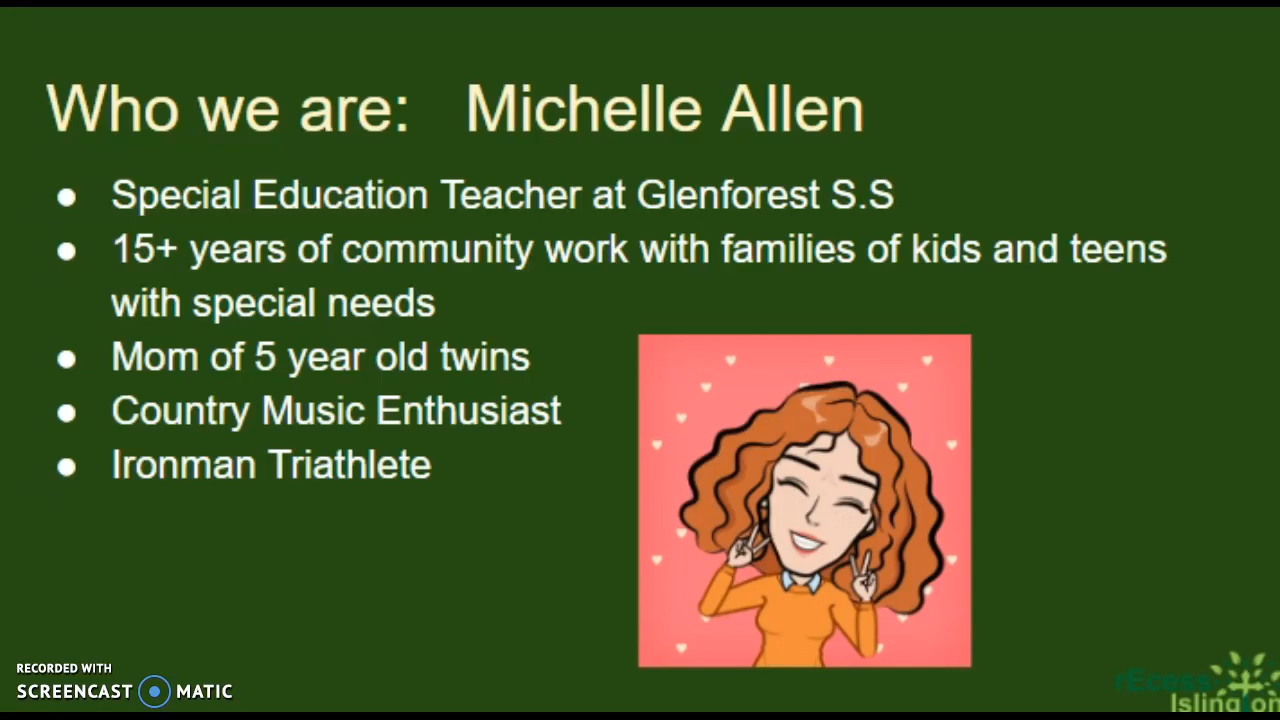 Who we are: Michelle Allen
● Special Education Teacher at Glenforest S.S
● 15+ years of community work with families of kids and teens
with special needs
● Mom of 5 year old twins
● Country Music Enthusiast
● Ironman Triathlete
RECORDED WITH
SCREENCAST MATIC
rEcess
Islington